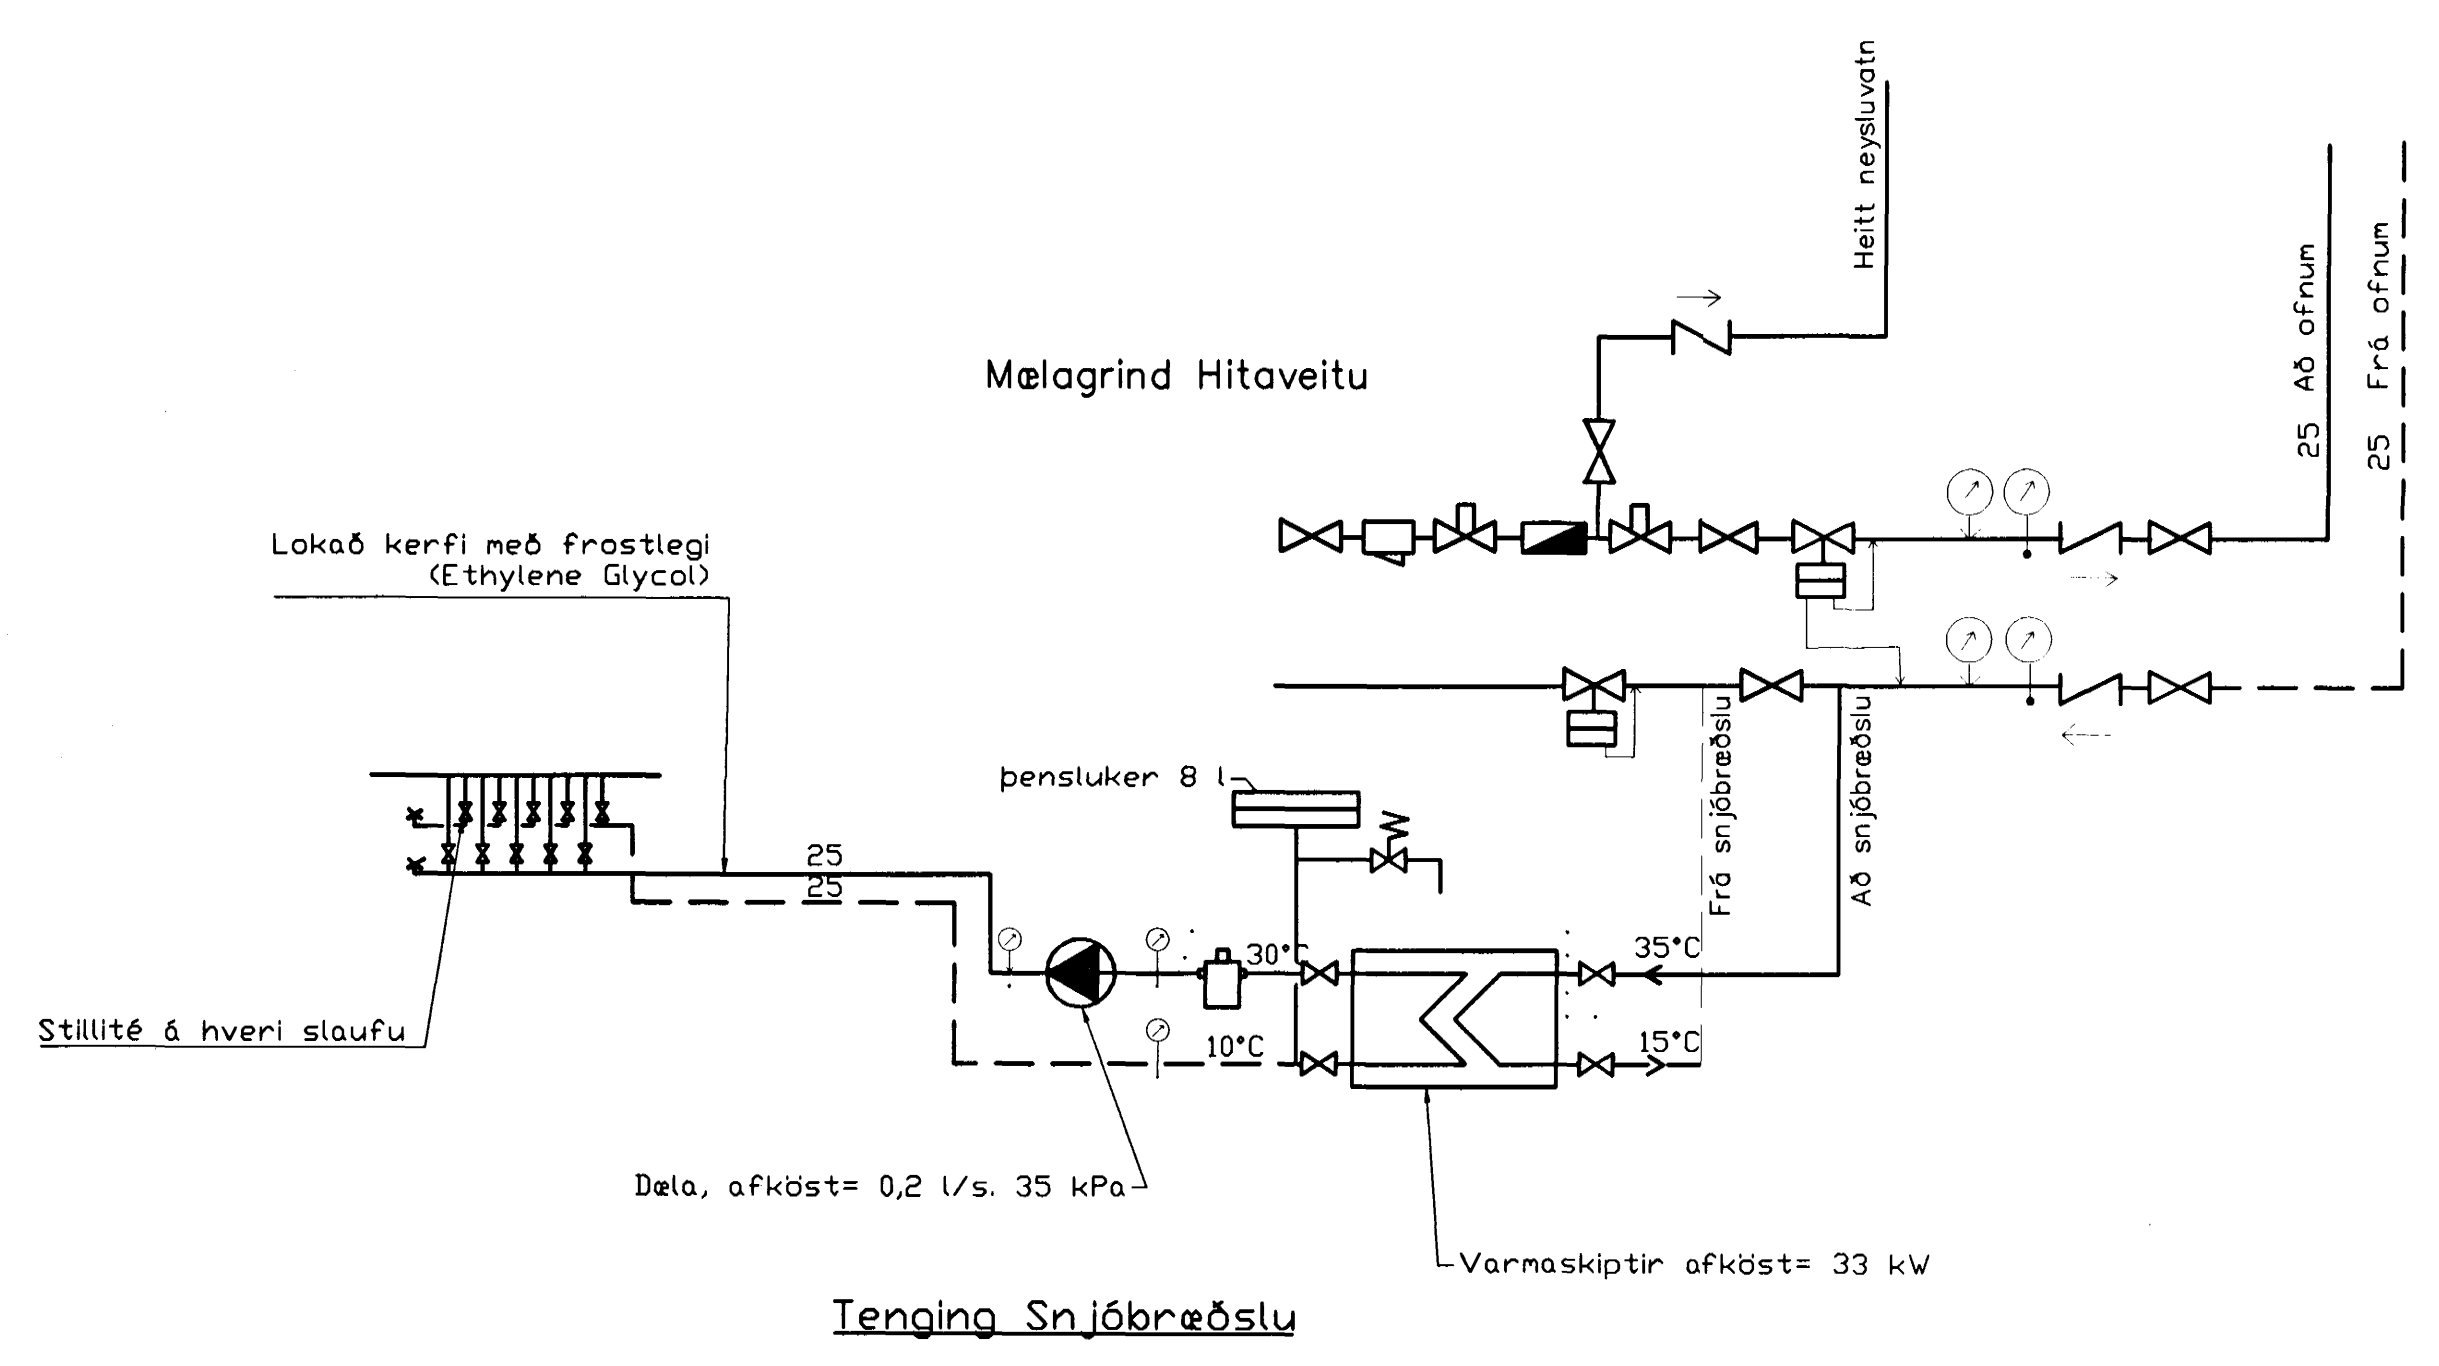 Heitt neysluvatn
25 Að ofnum
25 Frá ofnum
Mælagrind Hitaveitu
Lokað kerfi með frostlegi
(Ethylene Glycol)
Frá snjóbræðslu
Að snjóbræðslu
þensluker 8 l
25
25
30°C
35°C
10°C
15°C
Stillité á hveri slaufu
Dæla, afköst= 0,2 l/s. 35 kPa
Varmaskiptir afköst= 33 kW
Tenging Snjóbræðslu